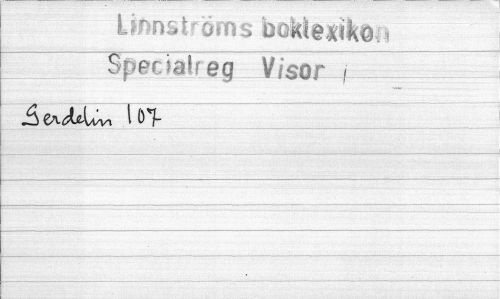 Linnströms boklexikon
Specialreg Visor i
Gerdelin 107